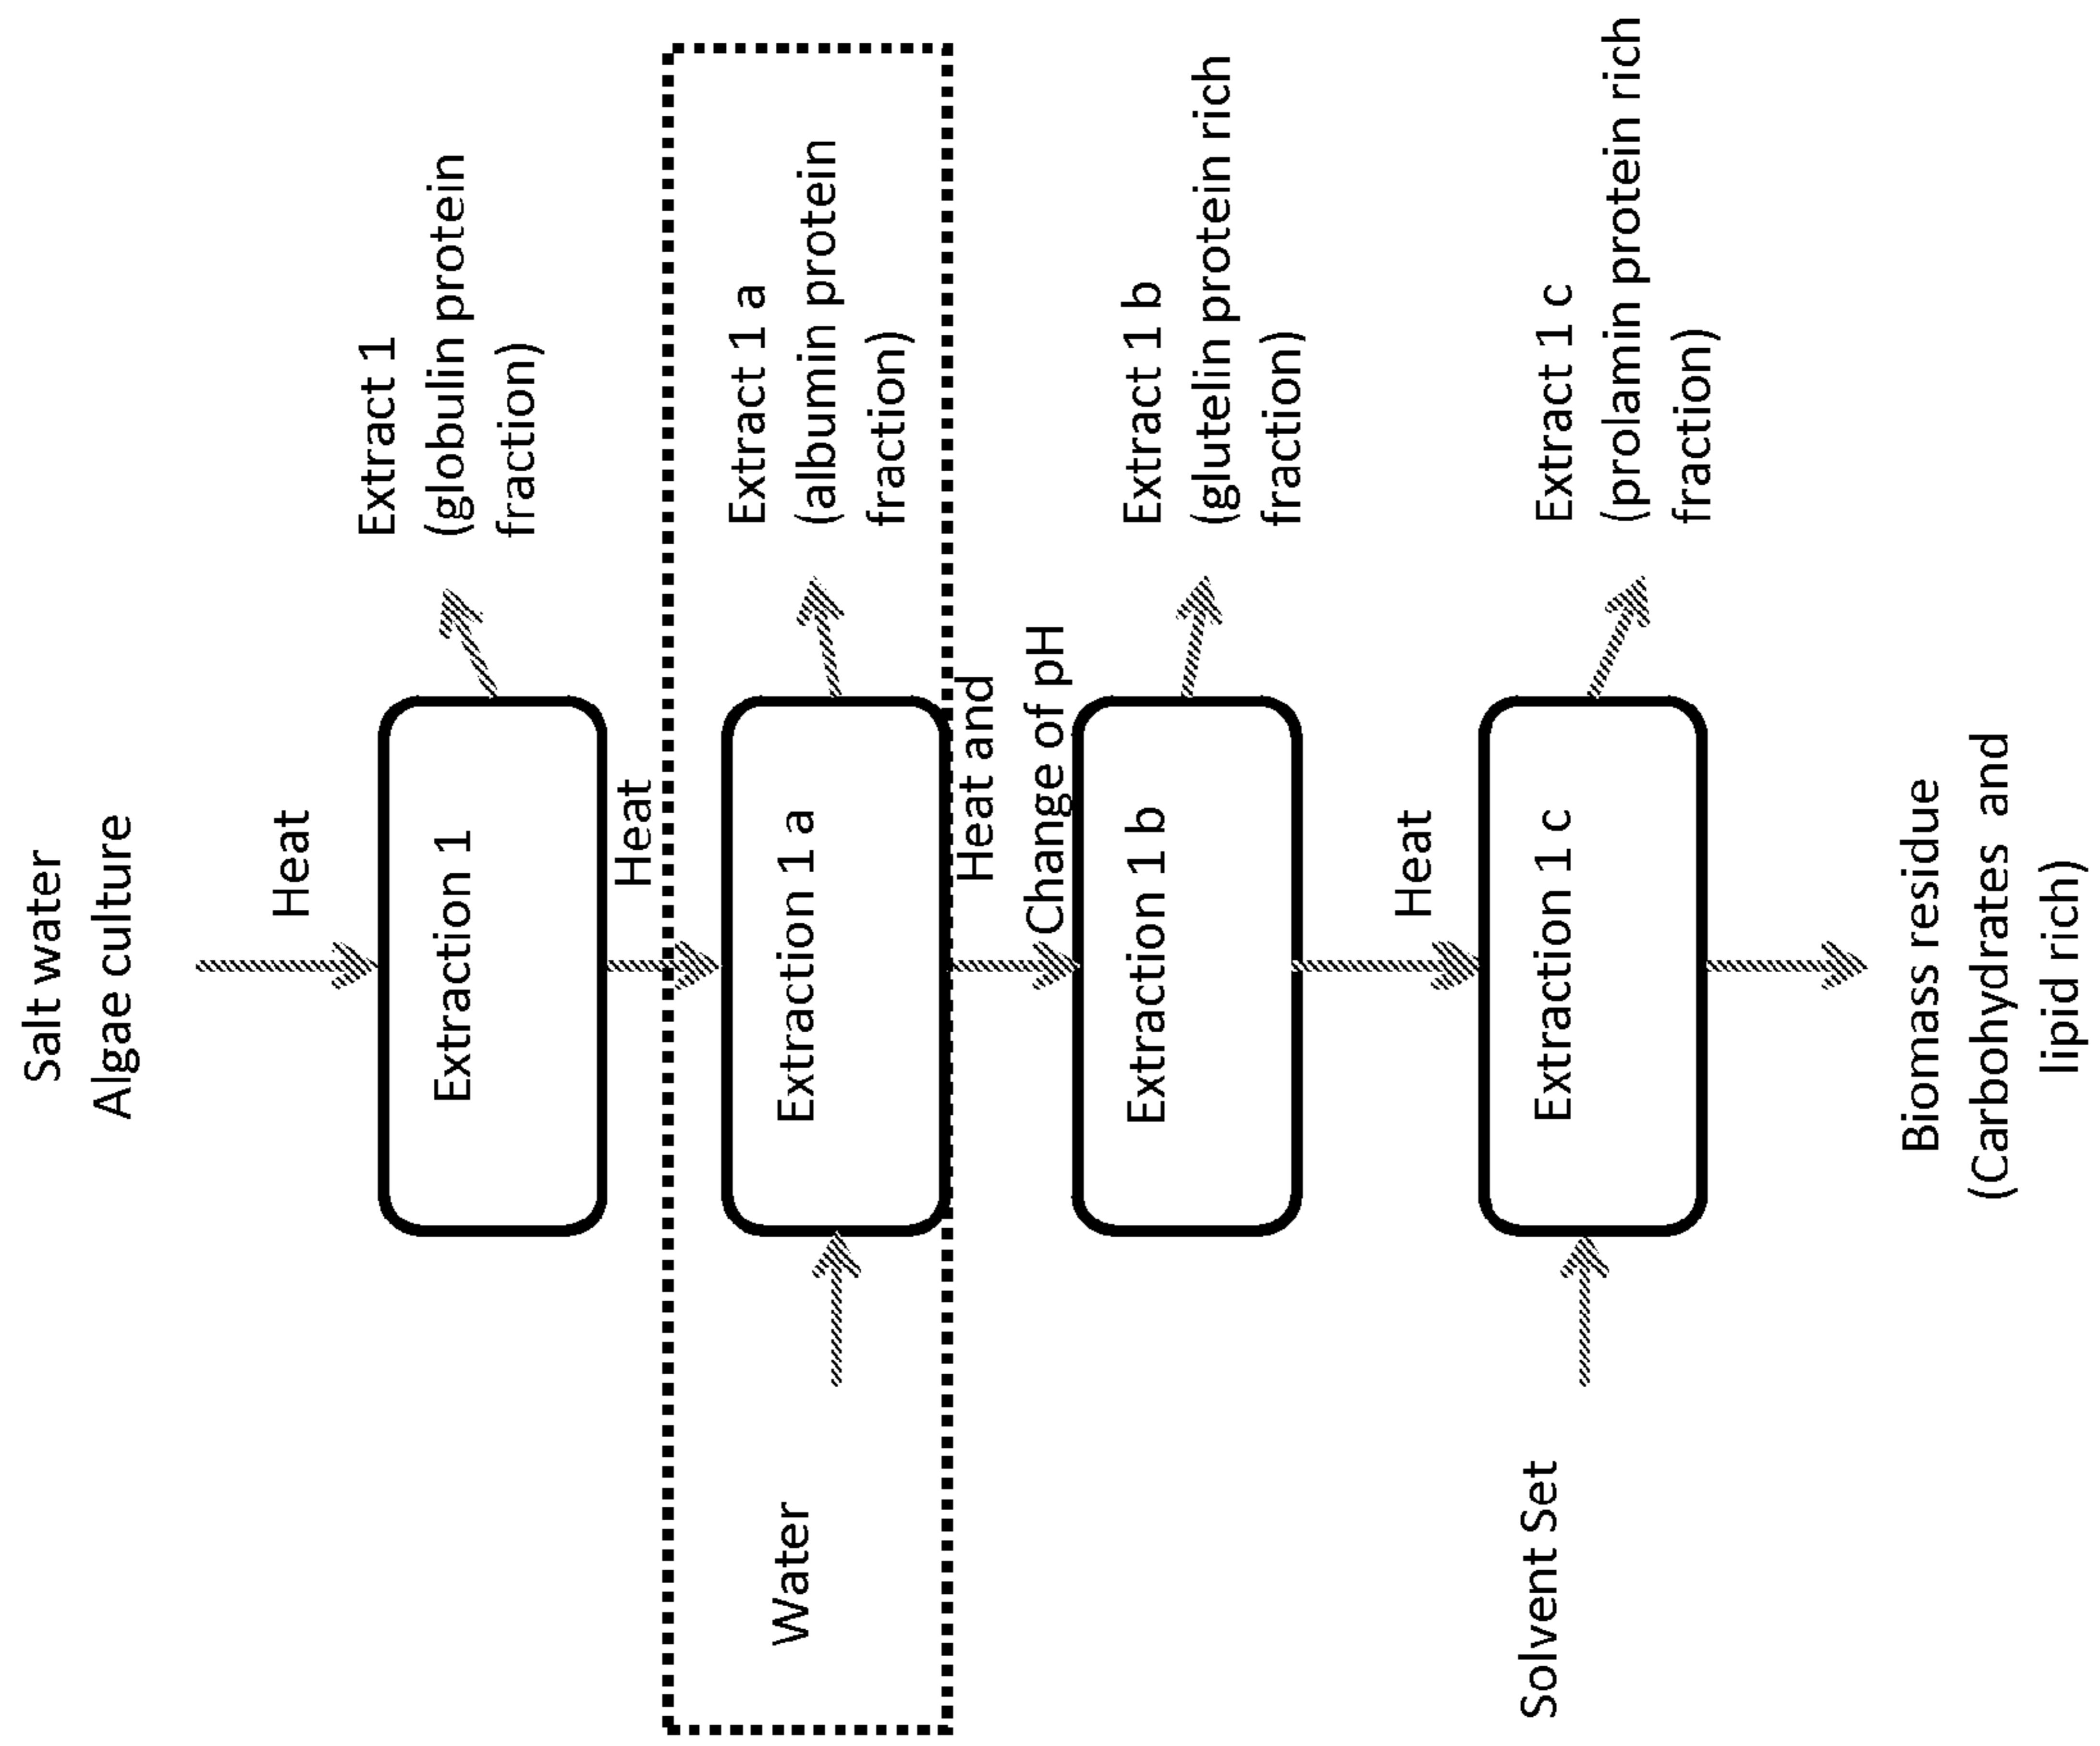 Salt water
Algae culture
Heat
Extraction 1
Extract 1
(globulin protein
fraction)
Heat
Water
Extraction 1 a
Extract 1 a
(albumin protein
fraction)
Heat and
Change of pH
Extraction 1 b
Extract 1 b
(glutelin protein rich
fraction)
Heat
Solvent Set
Extraction 1 c
Extract 1 c
(prolamin protein rich
fraction)
Biomass residue
(Carbohydrates and
lipid rich)